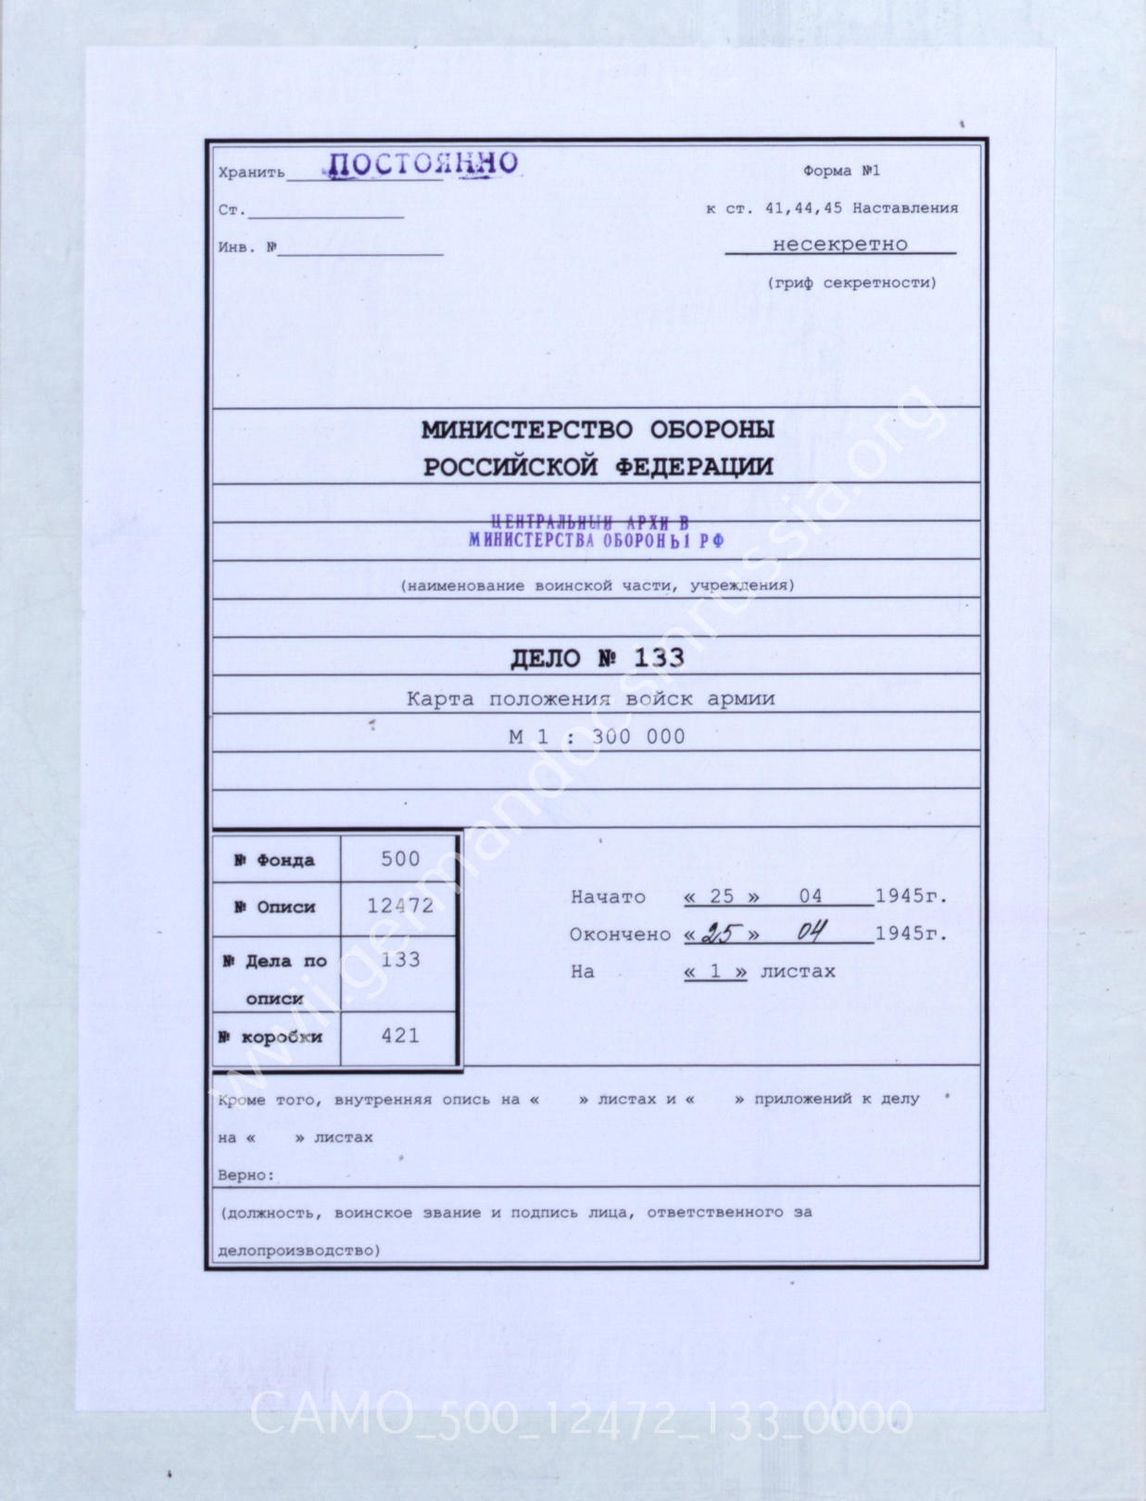 Хранить ПОСТОЯННО
Форма №1
Ст.
к ст. 41,44,45 Наставления
Инв. №
несекретно
(гриф секретности)
МИНИСТЕРСТВО ОБОРОНЫ
РОССИЙСКОЙ ФЕДЕРАЦИИ
ЦЕНТРАЛЬНЫЙ АРХИВ
МИНИСТЕРСТВА ОБОРОНЫ РФ
(наименование воинской части, учреждения)
ДЕЛО № 133
Карта положения войск армии
М 1 : 300 000
№ Фонда 500
№ Описи 12472
№ Дела по описи 133
№ коробки 421
Начато « 25 » 04 1945г.
Окончено « 25 » 04 1945г.
На « 1 » листах
Кроме того, внутренняя опись на « » листах и « » приложений к делу
на « » листах
Верно:
(должность, воинское звание и подпись лица, ответственного за
делопроизводство)
www.germandocsinrussia.org
CAMO_500_12472_133_0000